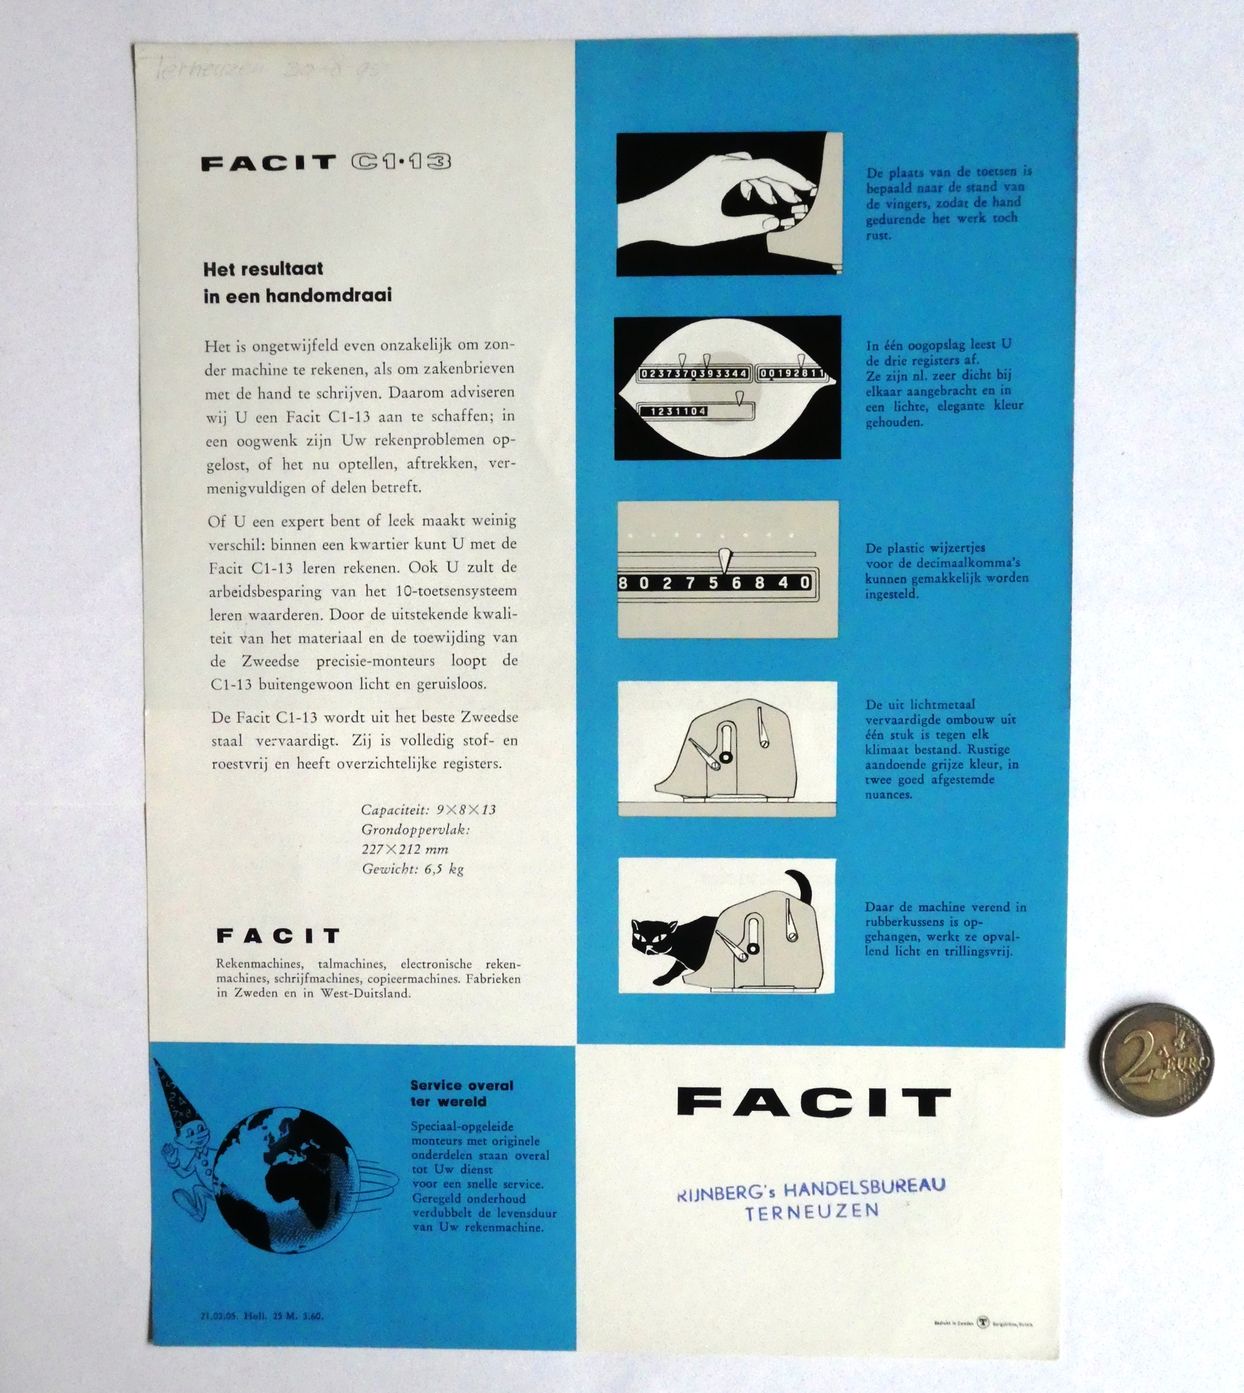 Terneuzen
FACIT C1·13
Het resultaat
in een handomdraai
Het is ongetwijfeld even onzakelijk om zon-
der machine te rekenen, als om zakenbrieven
met de hand te schrijven. Daarom adviseren
wij U een Facit C1-13 aan te schaffen; in
een oogwenk zijn Uw rekenproblemen op-
gelost, of het nu optellen, aftrekken, ver-
menigvuldigen of delen betreft.
Of U een expert bent of leek maakt weinig
verschil: binnen een kwartier kunt U met de
Facit C1-13 leren rekenen. Ook U zult de
arbeidsbesparing van het 10-toetsensysteem
leren waarderen. Door de uitstekende kwali-
teit van het materiaal en de toewijding van
de Zweedse precisie-monteurs loopt de
C1-13 buitengewoon licht en geruisloos.
De Facit C1-13 wordt uit het beste Zweedse
staal vervaardigt. Zij is volledig stof- en
roestvrij en heeft overzichtelijke registers.
Capaciteit: 9×8×13
Grondoppervlak:
227×212 mm
Gewicht: 6,5 kg
FACIT
Rekenmachines, talmachines, electronische reken-
machines, schrijfmachines, copieermachines. Fabrieken
in Zweden en in West-Duitsland.
De plaats van de toetsen is
bepaald naar de stand van
de vingers, zodat de hand
gedurende het werk toch
rust.
0237370393344 00192811
1231104
In één oogopslag leest U
de drie registers af.
Ze zijn nl. zeer dicht bij
elkaar aangebracht en in
een lichte, elegante kleur
gehouden.
802756840
De plastic wijzertjes
voor de decimaalkomma's
kunnen gemakkelijk worden
ingesteld.
De uit lichtmetaal
vervaardigde ombouw uit
één stuk is tegen elk
klimaat bestand. Rustige
aandoende grijze kleur, in
twee goed afgestemde
nuances.
Daar de machine verend in
rubberkussens is op-
gehangen, werkt ze opval-
lend licht en trillingsvrij.
Service overal
ter wereld
Speciaal-opgeleide
monteurs met originele
onderdelen staan overal
tot Uw dienst
voor een snelle service.
Geregeld onderhoud
verdubbelt de levensduur
van Uw rekenmachine.
21.02.05. Holl. 25 M. 3.60.
FACIT
RIJNBERG's HANDELSBUREAU
TERNEUZEN
Gedrukt in Zweden T
2 EURO